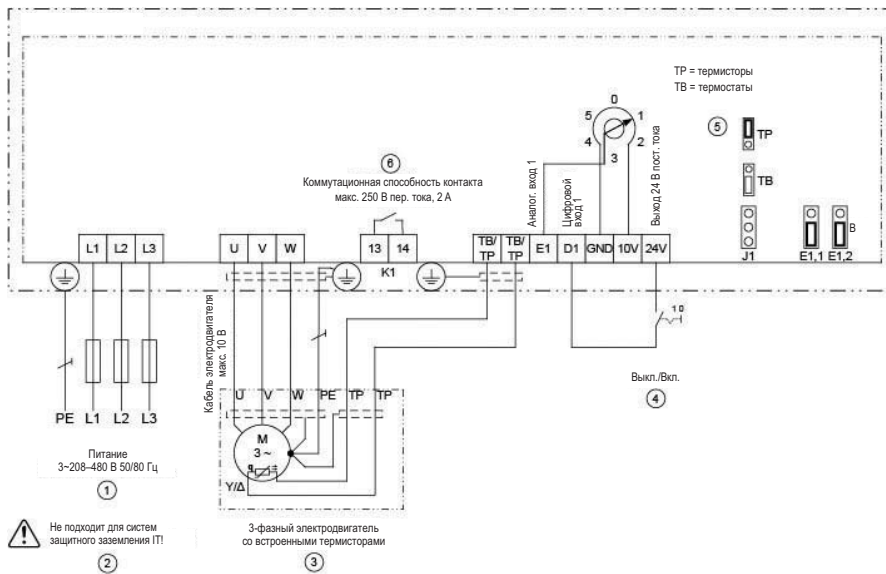 TP = термисторы
TB = термостаты
0
5
1
4
2
3
5
TP
6
Коммутационная способность контакта
макс. 250 В пер. тока, 2 А
Аналог. вход 1
Цифровой
вход 1
Выход 24 В пост. тока
TB
L1 L2 L3
U V W
13 14
TB/TP TB/TP E1 D1 GND 10V 24V
B
K1
J1 E1,1 E1,2
Кабель электродвигателя
макс. 10 В
1 0
Выкл./Вкл.
4
U V W PE TP TP
PE L1 L2 L3
M
3 ~
Y/Δ
Питание
3~208–480 В 50/80 Гц
1
Не подходит для систем
защитного заземления IT!
2
3-фазный электродвигатель
со встроенными термисторами
3